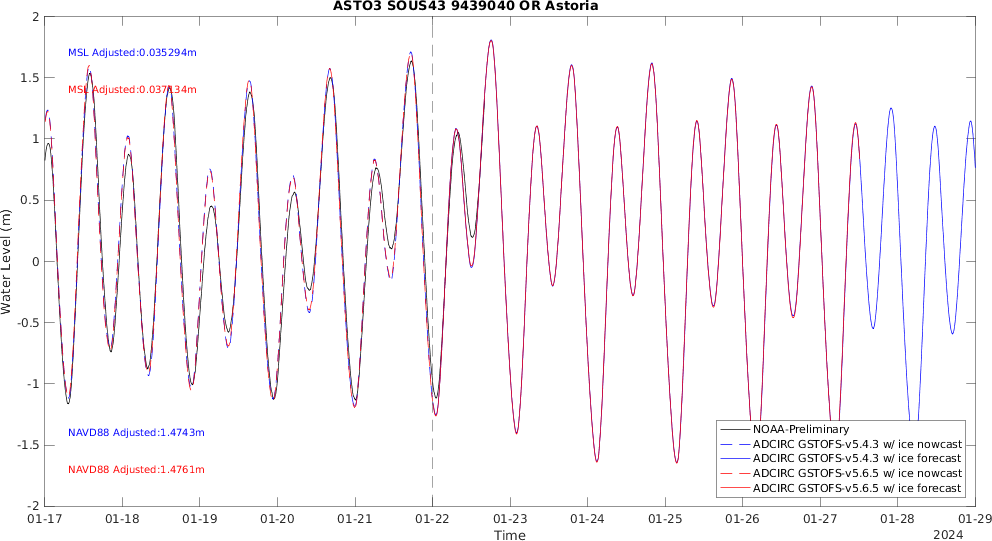 ASTO3 SOUS43 9439040 OR Astoria
MSL Adjusted:0.035294m
MSL Adjusted:0.037134m
NAVD88 Adjusted:1.4743m
NAVD88 Adjusted:1.4761m
Water Level (m)
2
1.5
1
0.5
0
-0.5
-1
-1.5
-2
NOAA-Preliminary
ADCIRC GSTOFS-v5.4.3 w/ ice nowcast
ADCIRC GSTOFS-v5.4.3 w/ ice forecast
ADCIRC GSTOFS-v5.6.5 w/ ice nowcast
ADCIRC GSTOFS-v5.6.5 w/ ice forecast
01-17 01-18 01-19 01-20 01-21 01-22 01-23 01-24 01-25 01-26 01-27 01-28 01-29
Time
2024